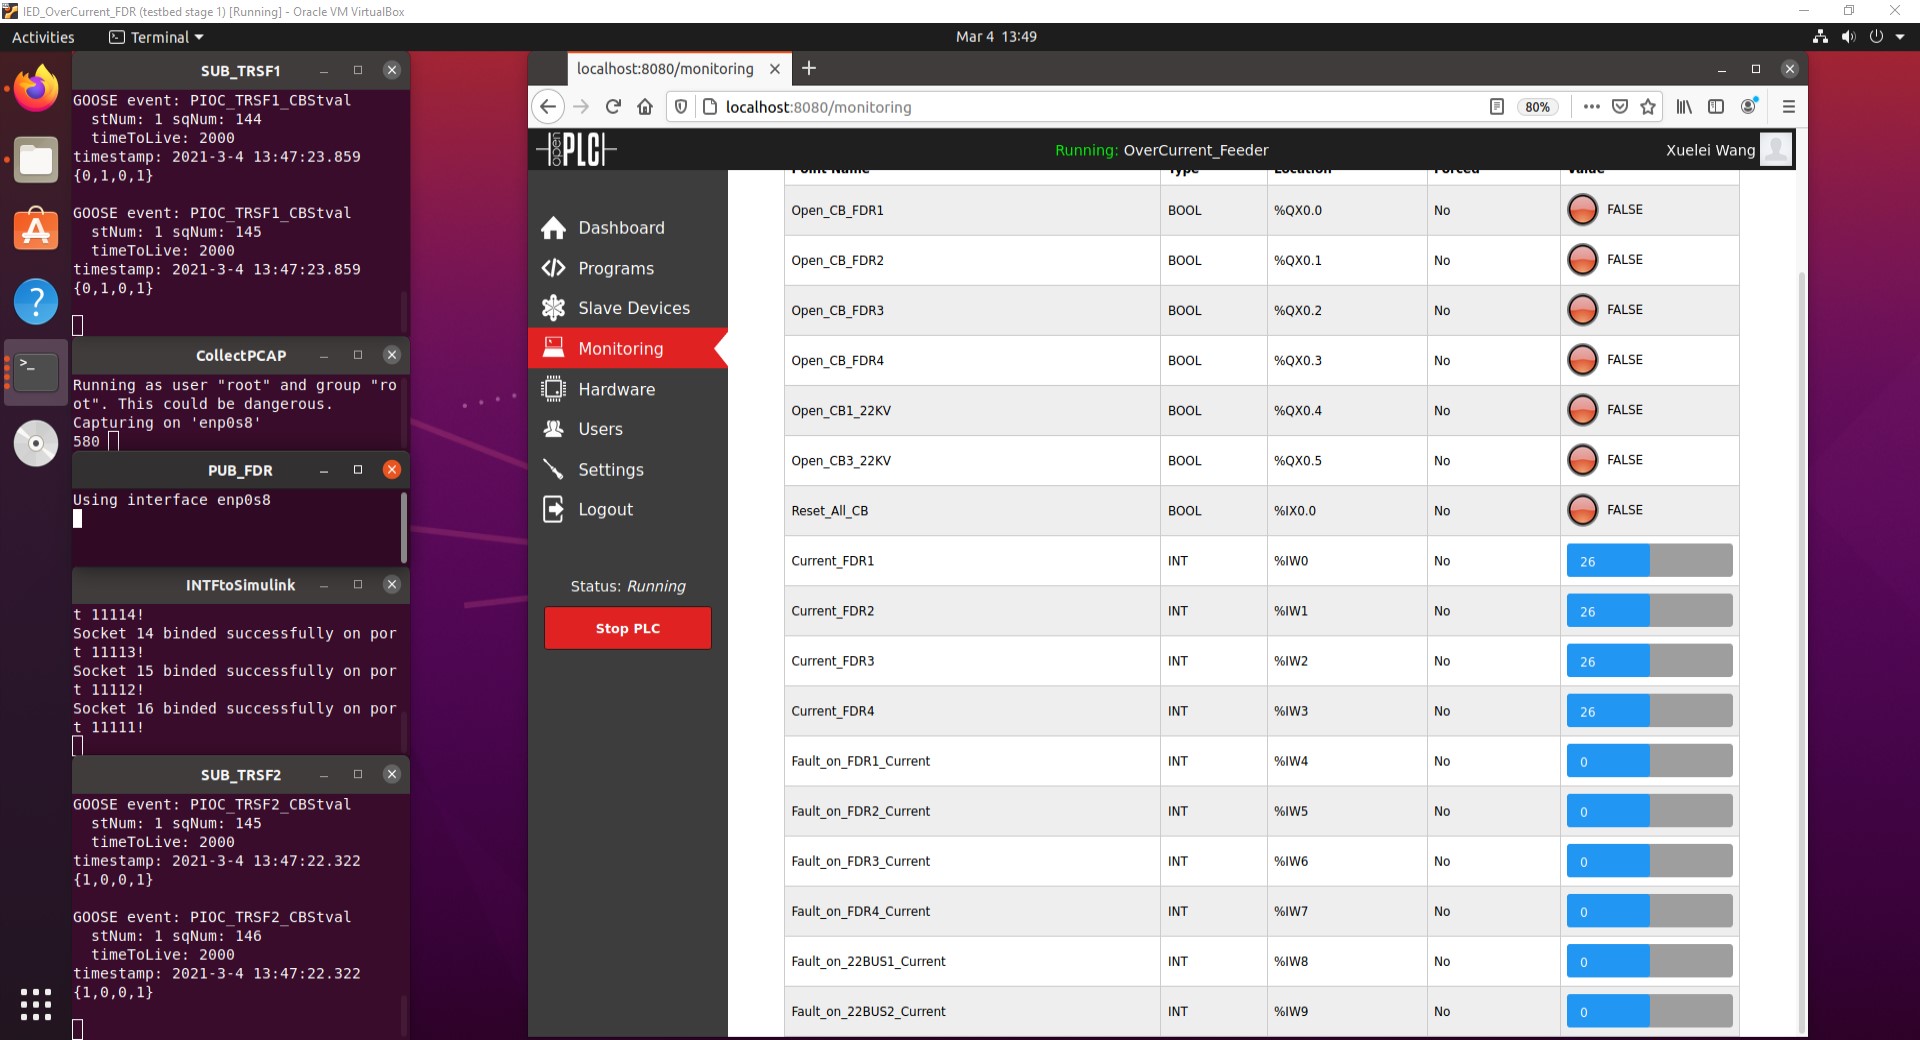 IED_OverCurrent_FDR (testbed stage 1) [Running] - Oracle VM VirtualBox
Activities
Terminal
Mar 4 13:49
SUB_TRSF1
GOOSE event: PIOC_TRSF1_CBStval
stNum: 1 sqNum: 144
timeToLive: 2000
timestamp: 2021-3-4 13:47:23.859
{0,1,0,1}
GOOSE event: PIOC_TRSF1_CBStval
stNum: 1 sqNum: 145
timeToLive: 2000
timestamp: 2021-3-4 13:47:23.859
{0,1,0,1}
CollectPCAP
Running as user "root" and group "ro
ot". This could be dangerous.
Capturing on 'enp0s8'
580
PUB_FDR
Using interface enp0s8
INTFtoSimulink
t 11114!
Socket 14 binded successfully on por
t 11113!
Socket 15 binded successfully on por
t 11112!
Socket 16 binded successfully on por
t 11111!
SUB_TRSF2
GOOSE event: PIOC_TRSF2_CBStval
stNum: 1 sqNum: 145
timeToLive: 2000
timestamp: 2021-3-4 13:47:22.322
{1,0,0,1}
GOOSE event: PIOC_TRSF2_CBStval
stNum: 1 sqNum: 146
timeToLive: 2000
timestamp: 2021-3-4 13:47:22.322
{1,0,0,1}
localhost:8080/monitoring
localhost:8080/monitoring
80%
open PLC
Running: OverCurrent_Feeder
Xuelei Wang
Dashboard
Programs
Slave Devices
Monitoring
Hardware
Users
Settings
Logout
Status: Running
Stop PLC
Point Name Type Location Forced Value
Open_CB_FDR1 BOOL %QX0.0 No FALSE
Open_CB_FDR2 BOOL %QX0.1 No FALSE
Open_CB_FDR3 BOOL %QX0.2 No FALSE
Open_CB_FDR4 BOOL %QX0.3 No FALSE
Open_CB1_22KV BOOL %QX0.4 No FALSE
Open_CB3_22KV BOOL %QX0.5 No FALSE
Reset_All_CB BOOL %IX0.0 No FALSE
Current_FDR1 INT %IW0 No 26
Current_FDR2 INT %IW1 No 26
Current_FDR3 INT %IW2 No 26
Current_FDR4 INT %IW3 No 26
Fault_on_FDR1_Current INT %IW4 No 0
Fault_on_FDR2_Current INT %IW5 No 0
Fault_on_FDR3_Current INT %IW6 No 0
Fault_on_FDR4_Current INT %IW7 No 0
Fault_on_22BUS1_Current INT %IW8 No 0
Fault_on_22BUS2_Current INT %IW9 No 0